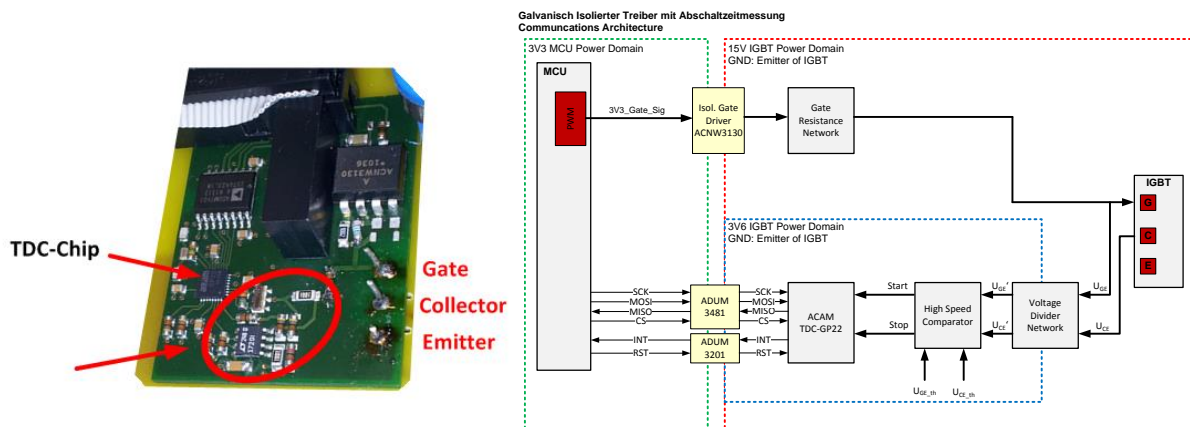 TDC-Chip
Gate
Collector
Emitter
ACNW3130
1036
Galvanisch Isolierter Treiber mit Abschaltzeitmessung
Communcations Architecture
3V3 MCU Power Domain
15V IGBT Power Domain
GND: Emitter of IGBT
MCU
PWM
3V3_Gate_Sig
Isol. Gate
Driver
ACNW3130
Gate
Resistance
Network
IGBT
G
C
E
3V6 IGBT Power Domain
GND: Emitter of IGBT
SCK
MOSI
MISO
CS
ADUM
3481
SCK
MOSI
MISO
CS
INT
RST
ADUM
3201
INT
RST
ACAM
TDC-GP22
Start
Stop
High Speed
Comparator
UGE'
UCE'
Voltage
Divider
Network
UGE
UCE
UGE_th
UCE_th